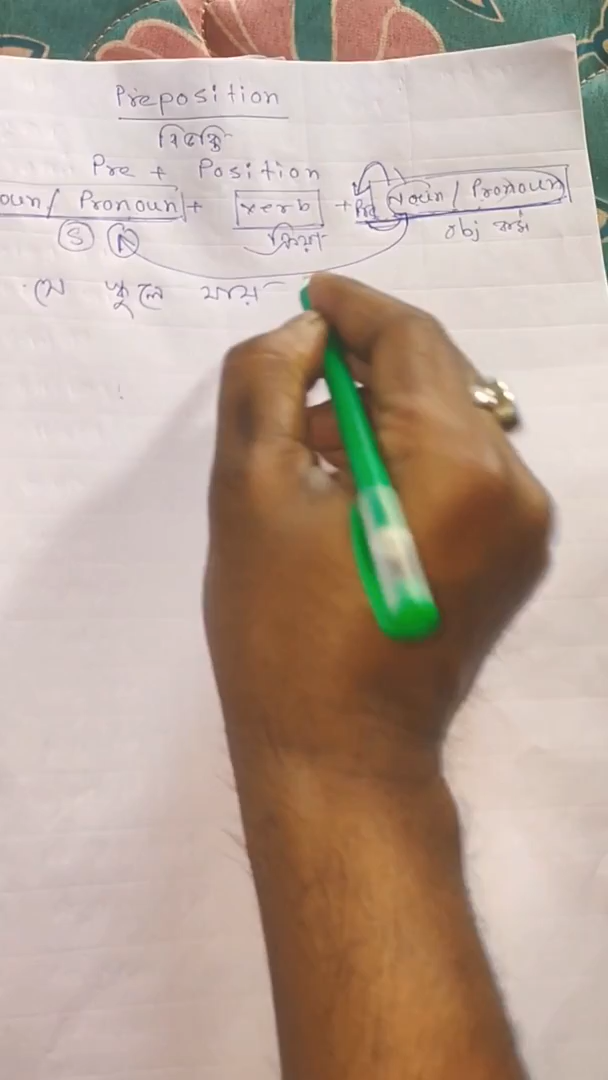 Preposition
বিভক্তি
Pre + Position
oun / Pronoun + verb + Pre Noun / Pronoun
S N ক্রিয়া obj কর্ম
সে স্কুলে যায়